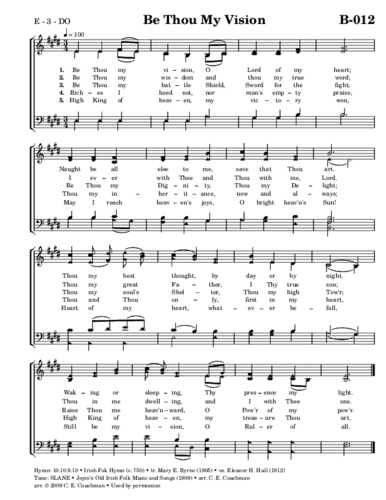 E - 3 - DO
Be Thou My Vision
B-012
= 100
1. Be Thou my vi - sion, O Lord of my heart;
2. Be Thou my wis - dom and thou my true word;
3. Be Thou my bat - tle Shield, Sword for the fight;
4. Rich - es I heed not, nor man's emp - ty praise,
5. High King of heav - en, my vic - to - ry won,
Naught be all else to me, save that Thou art.
I ev - er with Thee and Thou with me, Lord.
Be Thou my Dig - ni - ty, Thou my De - light;
Thou my in - her - it - ance, now and al - ways;
May I reach heav - en's joys, O bright heav'n's Sun!
Thou my best thought, by day or by night.
Thou my great Fa - ther, I Thy true son;
Thou my soul's Shel - ter, Thou my high Tow'r;
Thou and Thou on - ly, first in my heart,
Heart of my heart, what - ev - er be - fall,
Wak - ing or sleep - ing, Thy pres - ence my light.
Thou in me dwell - ing, and I with Thee one.
Raise Thou me heav'n - ward, O Pow'r of my pow'r.
High King of heav - en, my treas - ure Thou art.
Still be my vi - sion, O Rul - er of all.
Hymn: 10.10.9.10 • Irish Folk Hymn (c. 750) • tr. Mary E. Byrne (1905) • vs. Eleanor H. Hull (1912)
Tune: SLANE • Joyce's Old Irish Folk Music and Songs (1909) • arr. C. E. Couchman
arr. © 2009 C. E. Couchman • Used by permission